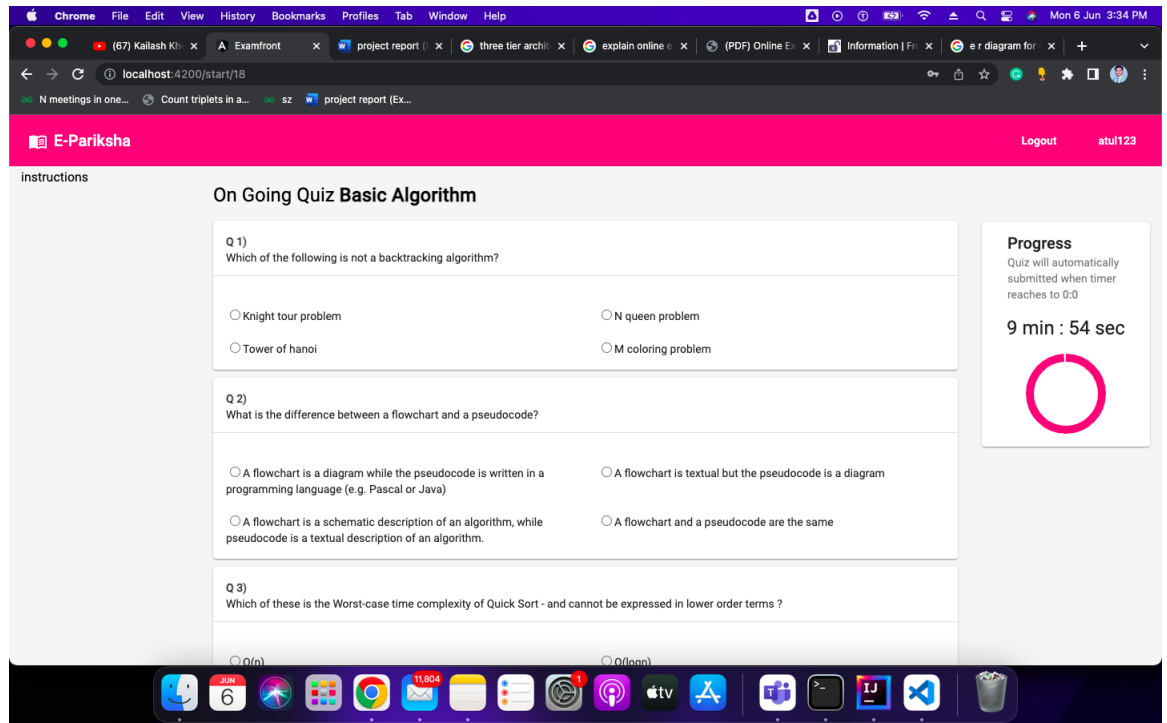 Chrome File Edit View History Bookmarks Profiles Tab Window Help Mon 6 Jun 3:34 PM
(67) Kailash Kh Examfront project report ( three tier archit explain online e (PDF) Online Ex Information | Fr e r diagram for
localhost:4200/start/18
N meetings in one... Count triplets in a... sz project report (Ex...
E-Pariksha Logout atul123
instructions
On Going Quiz Basic Algorithm
Q 1)
Which of the following is not a backtracking algorithm?
Knight tour problem N queen problem
Tower of hanoi M coloring problem
Progress
Quiz will automatically
submitted when timer
reaches to 0:0
9 min : 54 sec
Q 2)
What is the difference between a flowchart and a pseudocode?
A flowchart is a diagram while the pseudocode is written in a
programming language (e.g. Pascal or Java)
A flowchart is textual but the pseudocode is a diagram
A flowchart is a schematic description of an algorithm, while
pseudocode is a textual description of an algorithm.
A flowchart and a pseudocode are the same
Q 3)
Which of these is the Worst-case time complexity of Quick Sort - and cannot be expressed in lower order terms ?
O(n) O(logn)
JUN
6
11,804
1
tv
IJ